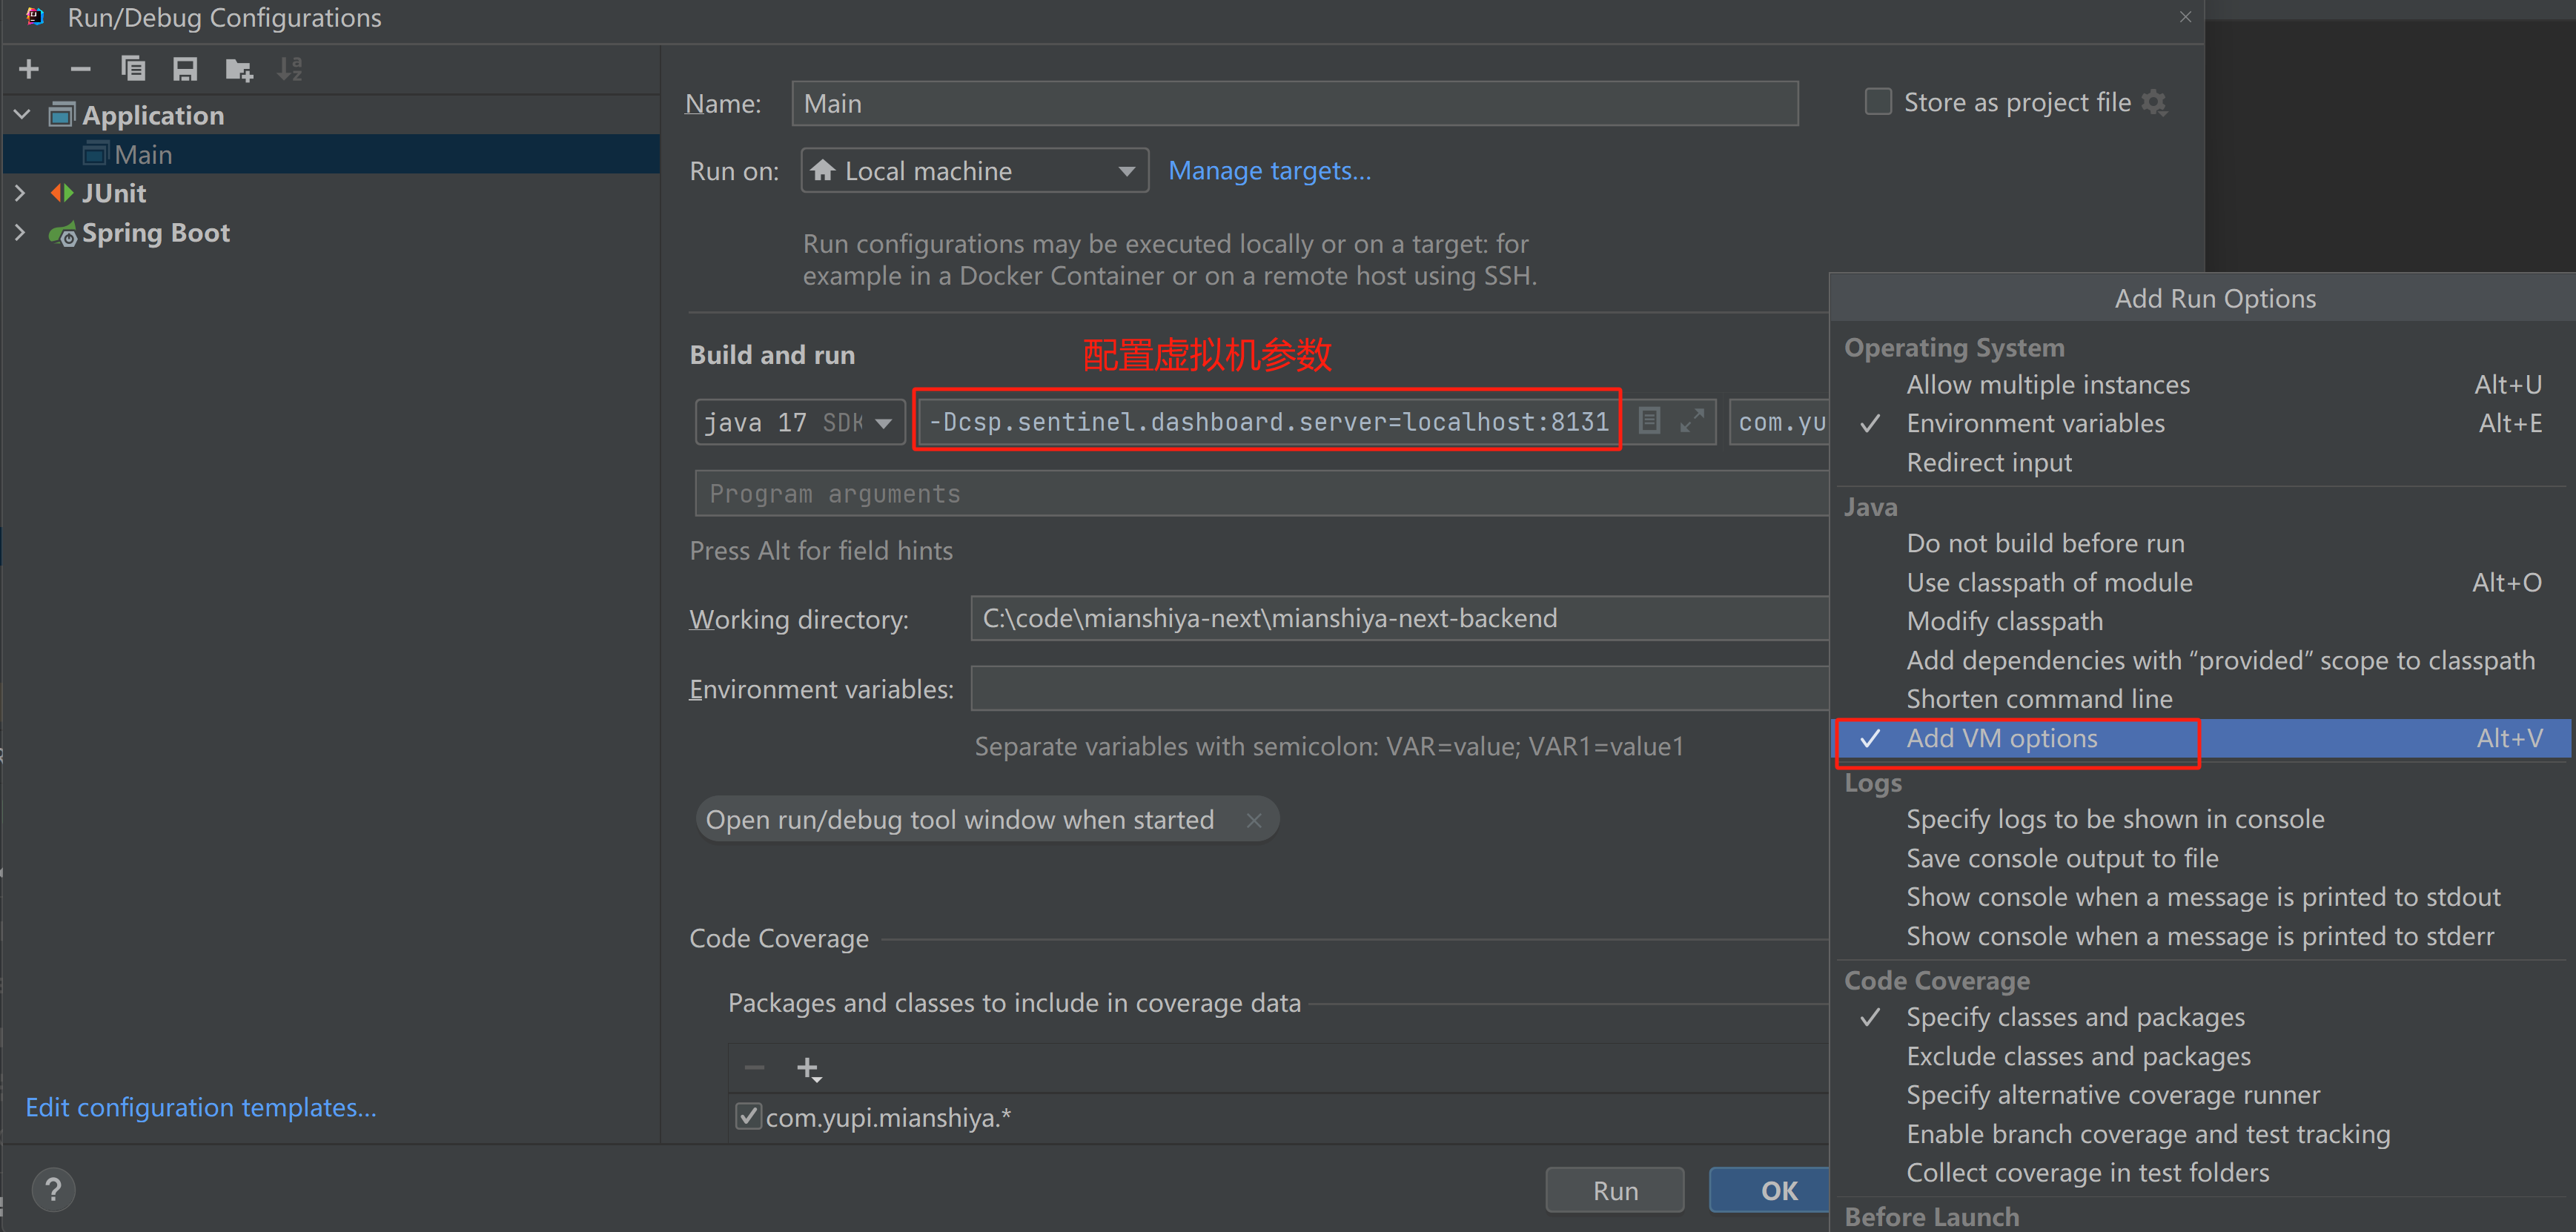 Run/Debug Configurations
Application
Main
JUnit
Spring Boot
Edit configuration templates...
Name:
Main
Store as project file
Run on:
Local machine
Manage targets...
Run configurations may be executed locally or on a target: for
example in a Docker Container or on a remote host using SSH.
Build and run
配置虚拟机参数
java 17 SDK
-Dcsp.sentinel.dashboard.server=localhost:8131
com.yu
Program arguments
Press Alt for field hints
Working directory:
C:\code\mianshiya-next\mianshiya-next-backend
Environment variables:
Separate variables with semicolon: VAR=value; VAR1=value1
Open run/debug tool window when started
Code Coverage
Packages and classes to include in coverage data
com.yupi.mianshiya.*
?
Run
OK
Add Run Options
Operating System
Allow multiple instances Alt+U
Environment variables Alt+E
Redirect input
Java
Do not build before run
Use classpath of module Alt+O
Modify classpath
Add dependencies with “provided” scope to classpath
Shorten command line
Add VM options Alt+V
Logs
Specify logs to be shown in console
Save console output to file
Show console when a message is printed to stdout
Show console when a message is printed to stderr
Code Coverage
Specify classes and packages
Exclude classes and packages
Specify alternative coverage runner
Enable branch coverage and test tracking
Collect coverage in test folders
Before Launch